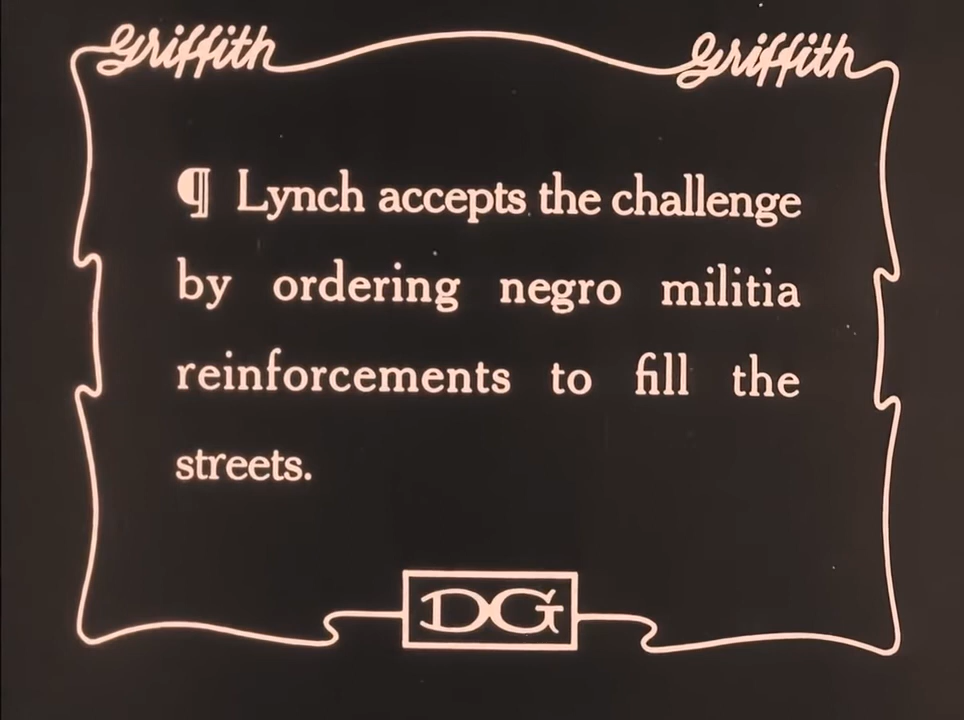 Griffith Griffith
¶ Lynch accepts the challenge
by ordering negro militia
reinforcements to fill the
streets.
DG